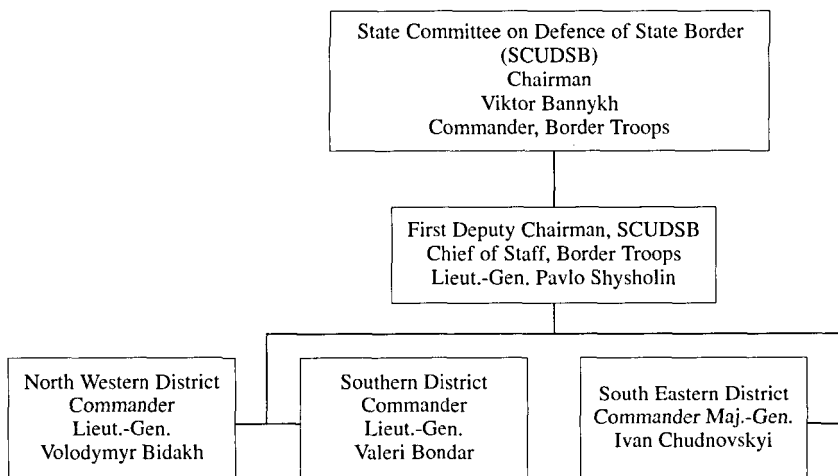 State Committee on Defence of State Border
(SCUDSB)
Chairman
Viktor Bannykh
Commander, Border Troops
First Deputy Chairman, SCUDSB
Chief of Staff, Border Troops
Lieut.-Gen. Pavlo Shysholin
North Western District
Commander
Lieut.-Gen.
Volodymyr Bidakh
Southern District
Commander
Lieut.-Gen.
Valeri Bondar
South Eastern District
Commander Maj.-Gen.
Ivan Chudnovskyi